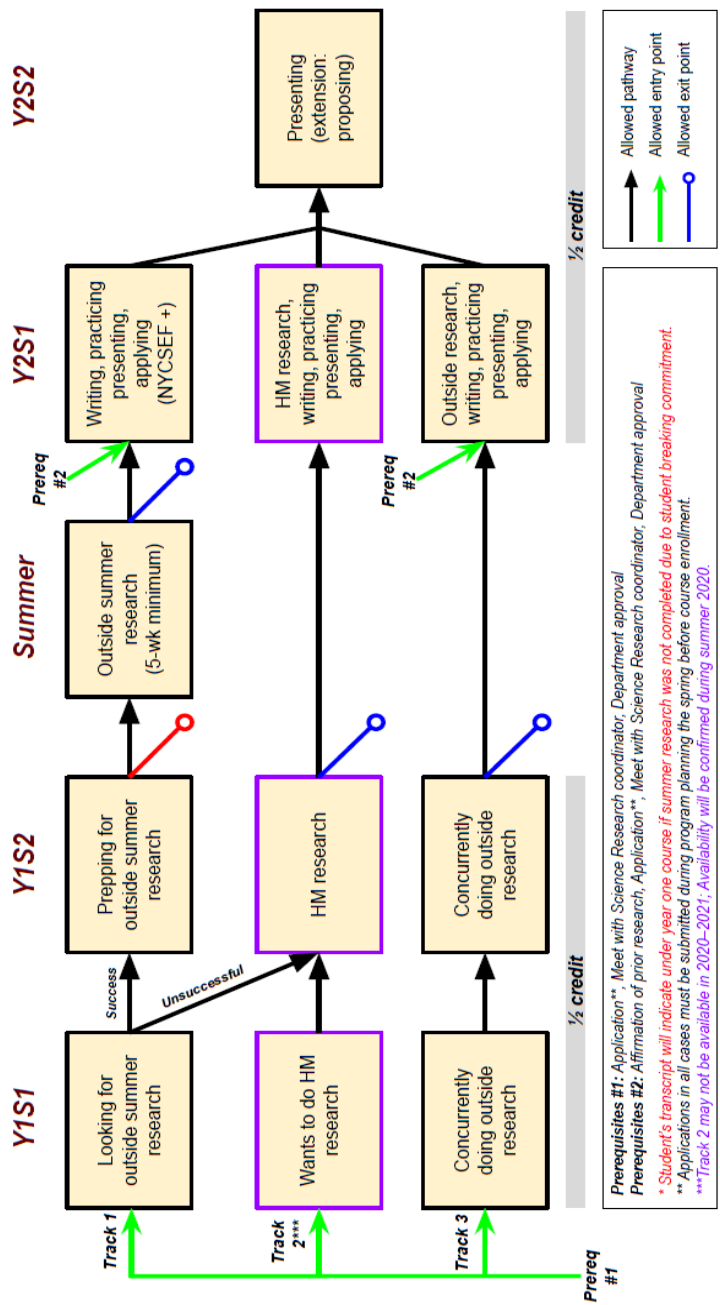 Y1S1
Y1S2
Summer
Y2S1
Y2S2
Track 1
Looking for
outside summer
research
Success
Unsuccessful
Prepping for
outside summer
research
Outside summer
research
(5-wk minimum)
Prereq
#2
Writing, practicing
presenting,
applying
(NYCSEF +)
Track
2***
Wants to do HM
research
HM research
HM research,
writing, practicing
presenting,
applying
Presenting
(extension:
proposing)
Track 3
Concurrently
doing outside
research
Concurrently
doing outside
research
Prereq
#2
Outside research,
writing, practicing
presenting,
applying
Prereq
#1
½ credit
½ credit
Prerequisites #1: Application**, Meet with Science Research coordinator, Department approval
Prerequisites #2: Affirmation of prior research, Application**, Meet with Science Research coordinator, Department approval
* Student's transcript will indicate under year one course if summer research was not completed due to student breaking commitment.
** Applications in all cases must be submitted during program planning the spring before course enrollment.
***Track 2 may not be available in 2020–2021; Availability will be confirmed during summer 2020.
Allowed pathway
Allowed entry point
Allowed exit point